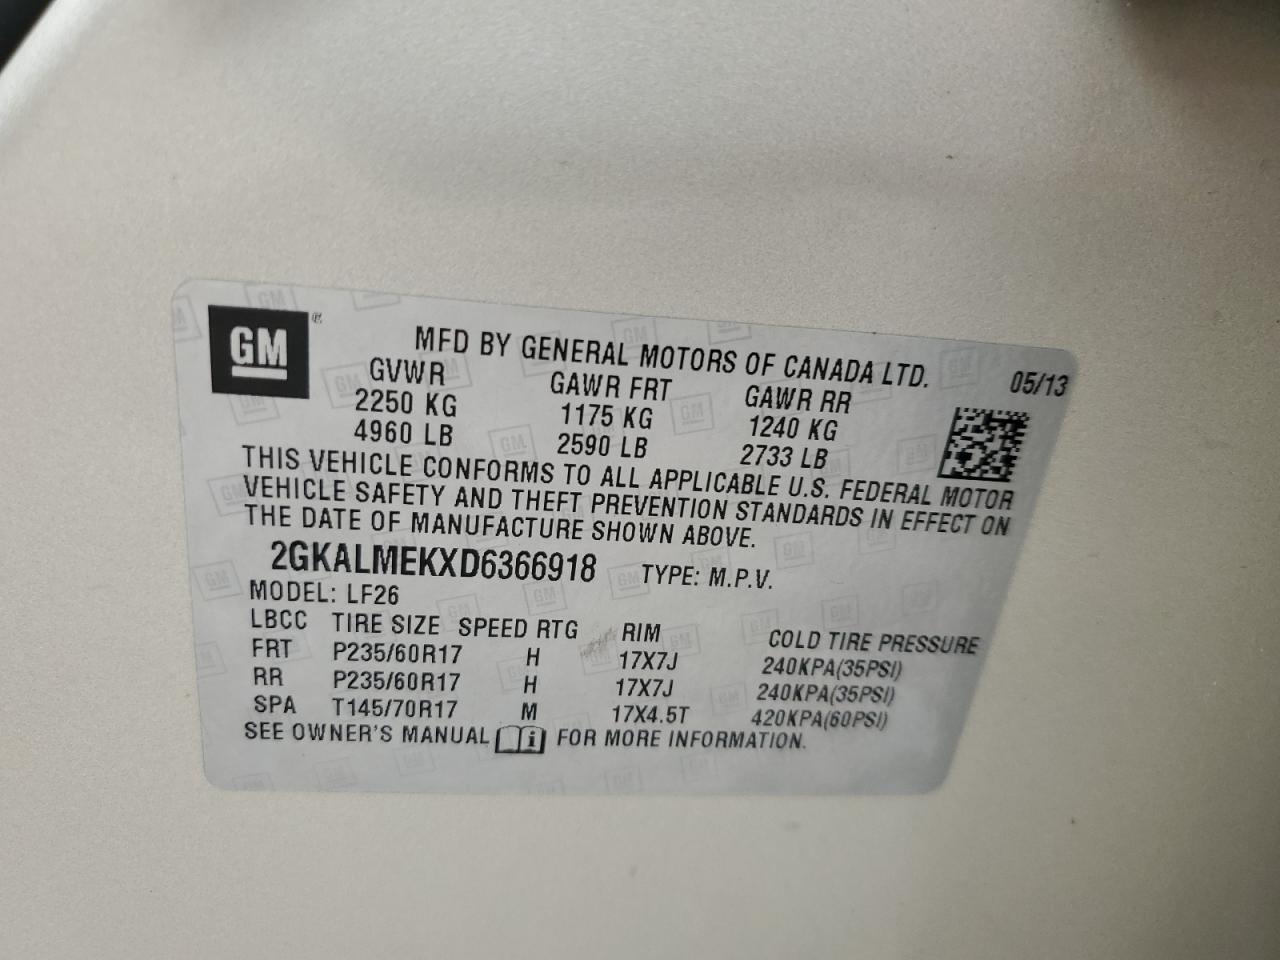 GM
MFD BY GENERAL MOTORS OF CANADA LTD. 05/13
GVWR GAWR FRT GAWR RR
2250 KG 1175 KG 1240 KG
4960 LB 2590 LB 2733 LB
THIS VEHICLE CONFORMS TO ALL APPLICABLE U.S. FEDERAL MOTOR
VEHICLE SAFETY AND THEFT PREVENTION STANDARDS IN EFFECT ON
THE DATE OF MANUFACTURE SHOWN ABOVE.
2GKALMEKXD6366918 TYPE: M.P.V.
MODEL: LF26
LBCC TIRE SIZE SPEED RTG RIM COLD TIRE PRESSURE
FRT P235/60R17 H 17X7J 240KPA(35PSI)
RR P235/60R17 H 17X7J 240KPA(35PSI)
SPA T145/70R17 M 17X4.5T 420KPA(60PSI)
SEE OWNER'S MANUAL i FOR MORE INFORMATION.